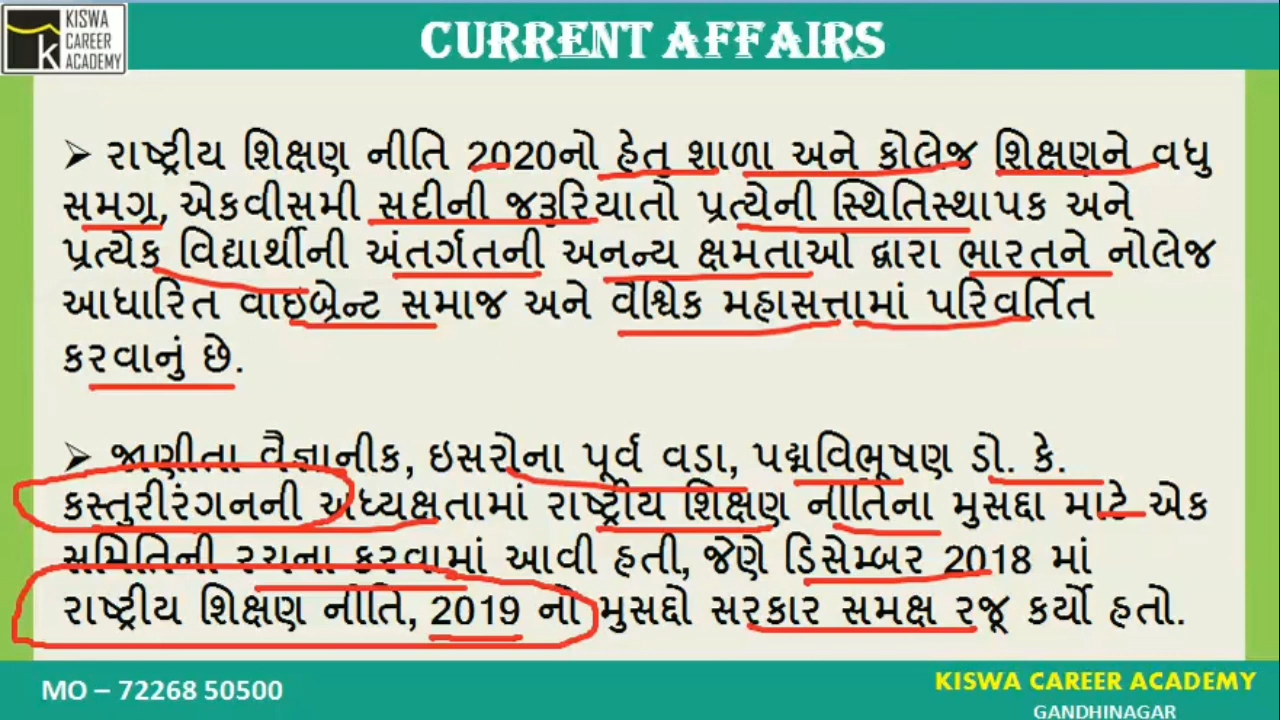 KISWA
CAREER
ACADEMY
CURRENT AFFAIRS
➢ રાષ્ટ્રીય શિક્ષણ નીતિ 2020નો હેતુ શાળા અને કોલેજ શિક્ષણને વધુ
સમગ્ર, એકવીસમી સદીની જરૂરિયાતો પ્રત્યેની સ્થિતિસ્થાપક અને
પ્રત્યેક વિદ્યાર્થીની અંતર્ગતની અનન્ય ક્ષમતાઓ દ્વારા ભારતને નોલેજ
આધારિત વાઇબ્રેન્ટ સમાજ અને વૈશ્વિક મહાસત્તામાં પરિવર્તિત
કરવાનું છે.
➢ જાણીતા વૈજ્ઞાનીક, ઇસરોના પૂર્વ વડા, પદ્મવિભૂષણ ડો. કે.
કસ્તુરીરંગનની અધ્યક્ષતામાં રાષ્ટ્રીય શિક્ષણ નીતિના મુસદ્દા માટે એક
સમિતિની રચના કરવામાં આવી હતી, જેણે ડિસેમ્બર 2018 માં
રાષ્ટ્રીય શિક્ષણ નીતિ, 2019 નો મુસદ્દો સરકાર સમક્ષ રજૂ કર્યો હતો.
MO – 72268 50500
KISWA CAREER ACADEMY
GANDHINAGAR